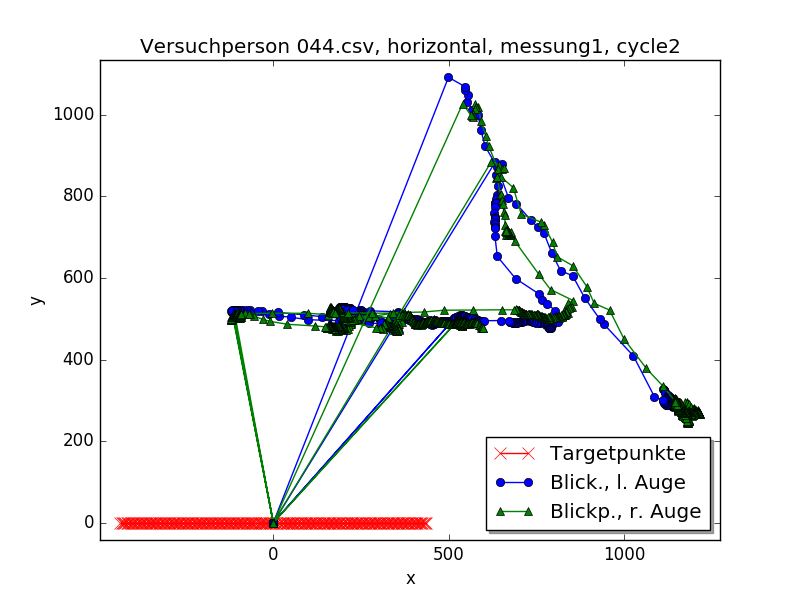 Versuchperson 044.csv, horizontal, messung1, cycle2
1000
800
y
600
400
200
0
Targetpunkte
Blick., l. Auge
Blickp., r. Auge
0 500 1000
x